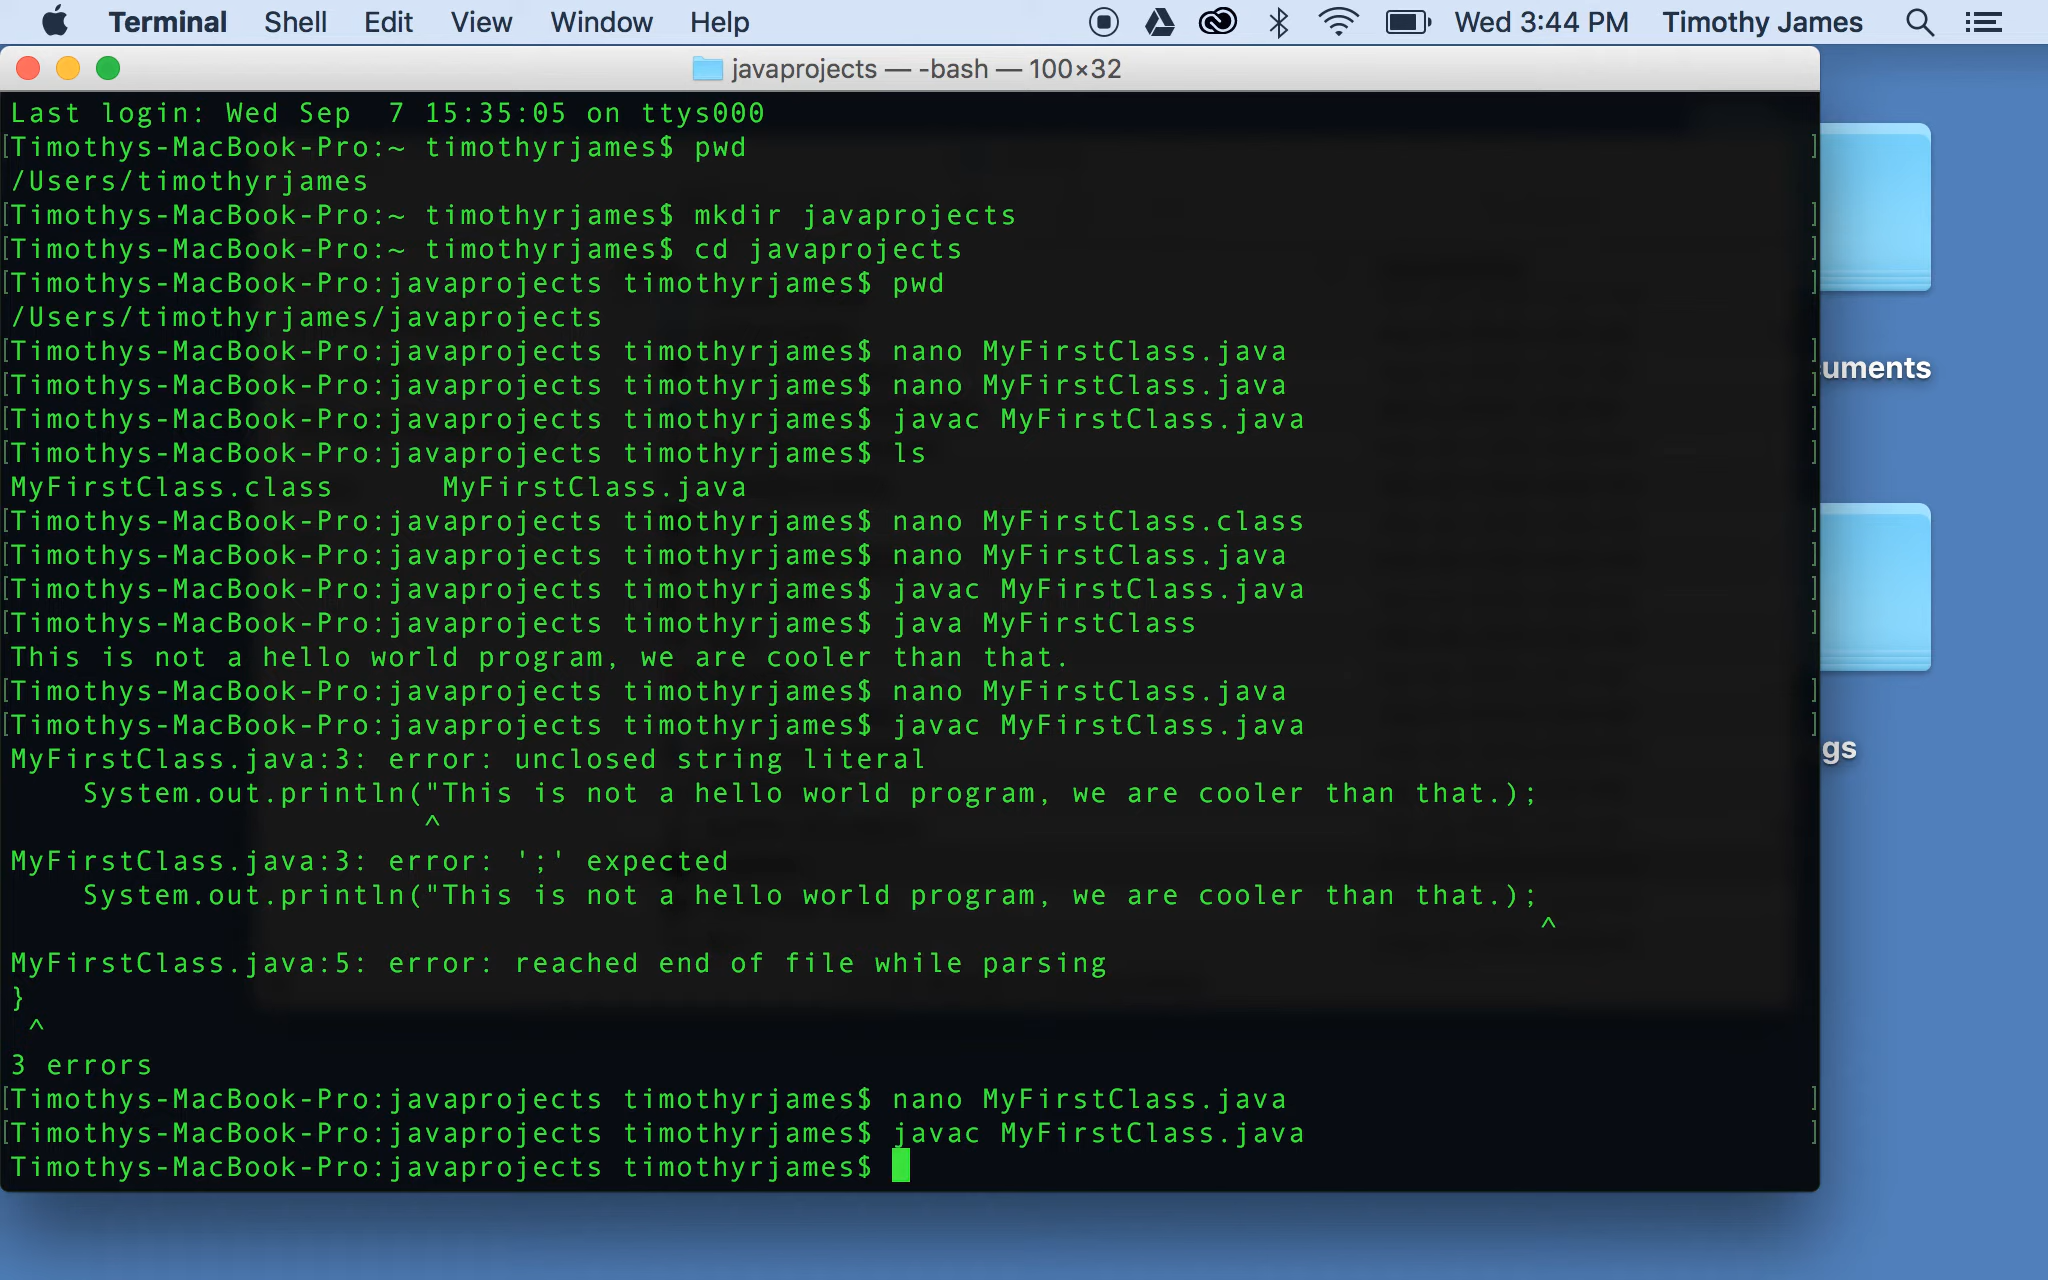 Terminal Shell Edit View Window Help Wed 3:44 PM Timothy James
javaprojects — -bash — 100×32
Last login: Wed Sep  7 15:35:05 on ttys000
[Timothys-MacBook-Pro:~ timothyrjames$ pwd ]
/Users/timothyrjames
[Timothys-MacBook-Pro:~ timothyrjames$ mkdir javaprojects ]
[Timothys-MacBook-Pro:~ timothyrjames$ cd javaprojects ]
[Timothys-MacBook-Pro:javaprojects timothyrjames$ pwd ]
/Users/timothyrjames/javaprojects
[Timothys-MacBook-Pro:javaprojects timothyrjames$ nano MyFirstClass.java ]
[Timothys-MacBook-Pro:javaprojects timothyrjames$ nano MyFirstClass.java ]
[Timothys-MacBook-Pro:javaprojects timothyrjames$ javac MyFirstClass.java ]
[Timothys-MacBook-Pro:javaprojects timothyrjames$ ls ]
MyFirstClass.class      MyFirstClass.java
[Timothys-MacBook-Pro:javaprojects timothyrjames$ nano MyFirstClass.class ]
[Timothys-MacBook-Pro:javaprojects timothyrjames$ nano MyFirstClass.java ]
[Timothys-MacBook-Pro:javaprojects timothyrjames$ javac MyFirstClass.java ]
[Timothys-MacBook-Pro:javaprojects timothyrjames$ java MyFirstClass ]
This is not a hello world program, we are cooler than that.
[Timothys-MacBook-Pro:javaprojects timothyrjames$ nano MyFirstClass.java ]
[Timothys-MacBook-Pro:javaprojects timothyrjames$ javac MyFirstClass.java ]
MyFirstClass.java:3: error: unclosed string literal
    System.out.println("This is not a hello world program, we are cooler than that.);
                       ^
MyFirstClass.java:3: error: ';' expected
    System.out.println("This is not a hello world program, we are cooler than that.);
                                                                                     ^
MyFirstClass.java:5: error: reached end of file while parsing
}
 ^
3 errors
[Timothys-MacBook-Pro:javaprojects timothyrjames$ nano MyFirstClass.java ]
[Timothys-MacBook-Pro:javaprojects timothyrjames$ javac MyFirstClass.java ]
Timothys-MacBook-Pro:javaprojects timothyrjames$
uments
gs